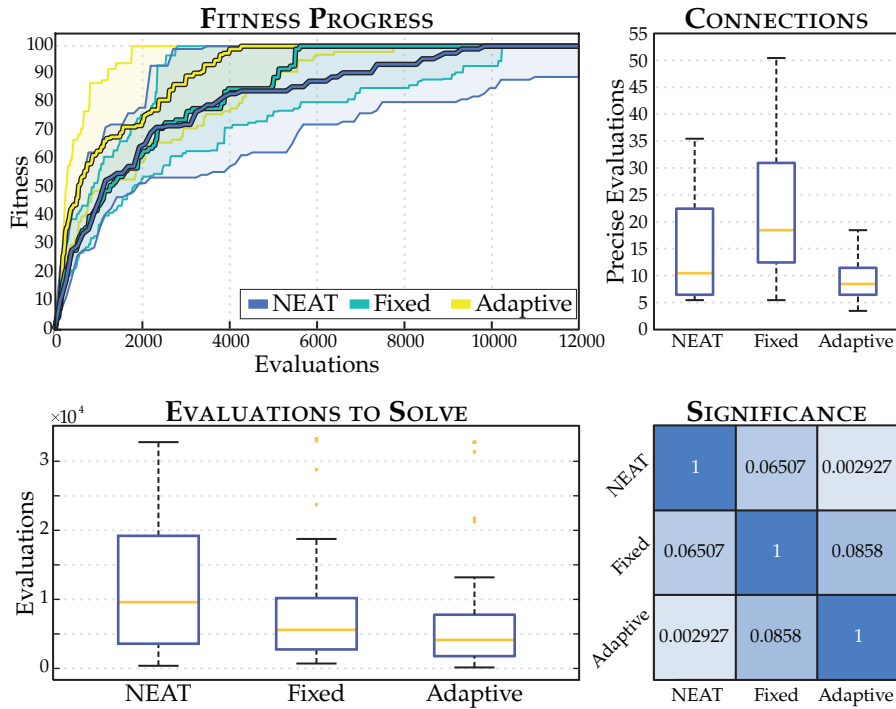 FITNESS PROGRESS
100
90
80
70
60
50
40
30
20
10
0
Fitness
0
2000
4000
6000
8000
10000
12000
Evaluations
NEAT Fixed Adaptive
CONNECTIONS
55
50
45
40
35
30
25
20
15
10
5
0
Precise Evaluations
NEAT Fixed Adaptive
EVALUATIONS TO SOLVE
×10⁴
3
2
1
0
Evaluations
NEAT Fixed Adaptive
SIGNIFICANCE
NEAT 1 0.06507 0.002927
Fixed 0.06507 1 0.0858
Adaptive 0.002927 0.0858 1
NEAT Fixed Adaptive